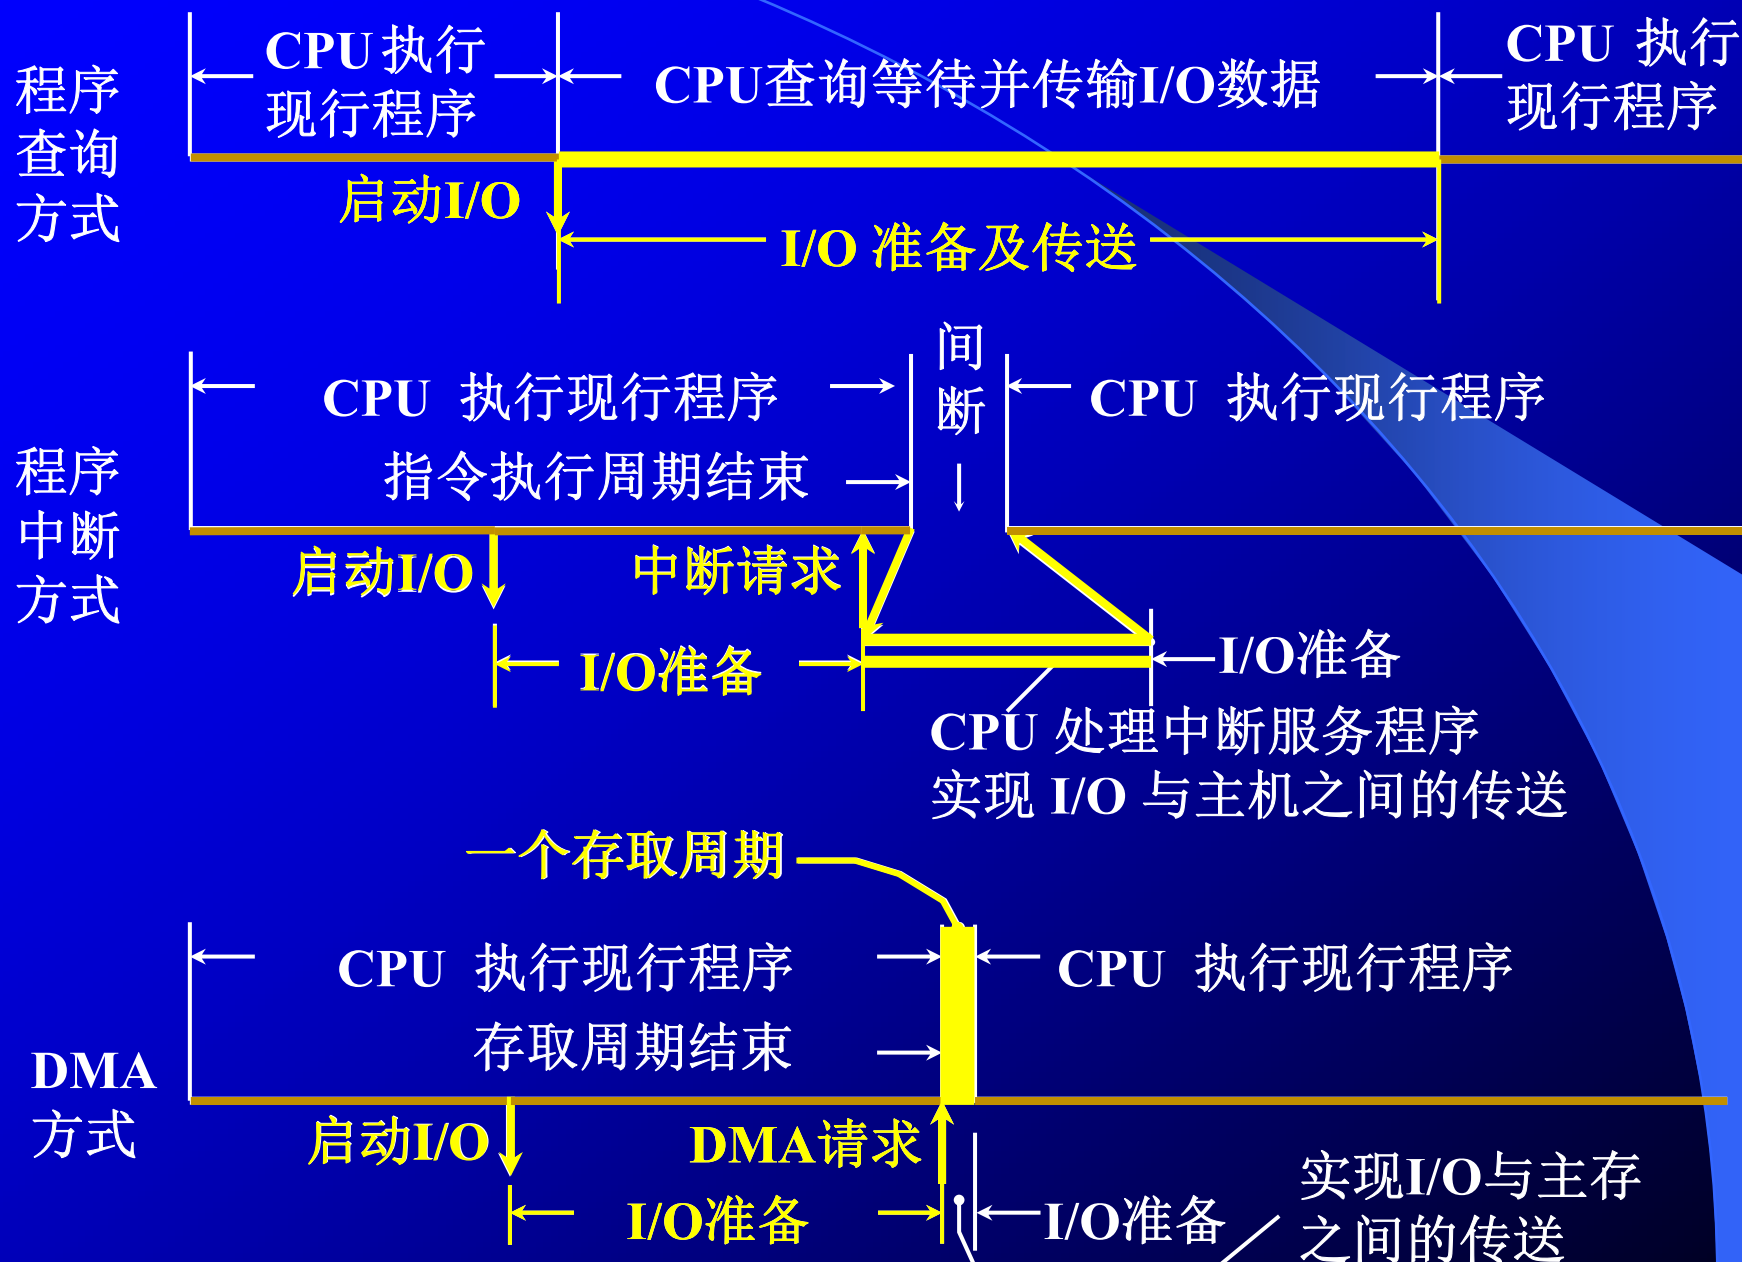 程序
查询
方式
CPU 执行
现行程序
CPU查询等待并传输I/O数据
CPU 执行
现行程序
启动I/O
I/O 准备及传送
程序
中断
方式
CPU 执行现行程序
间
断
CPU 执行现行程序
指令执行周期结束
启动I/O
中断请求
I/O准备
I/O准备
CPU 处理中断服务程序
实现 I/O 与主机之间的传送
一个存取周期
DMA
方式
CPU 执行现行程序
CPU 执行现行程序
存取周期结束
启动I/O
DMA请求
I/O准备
I/O准备
实现I/O与主存
之间的传送